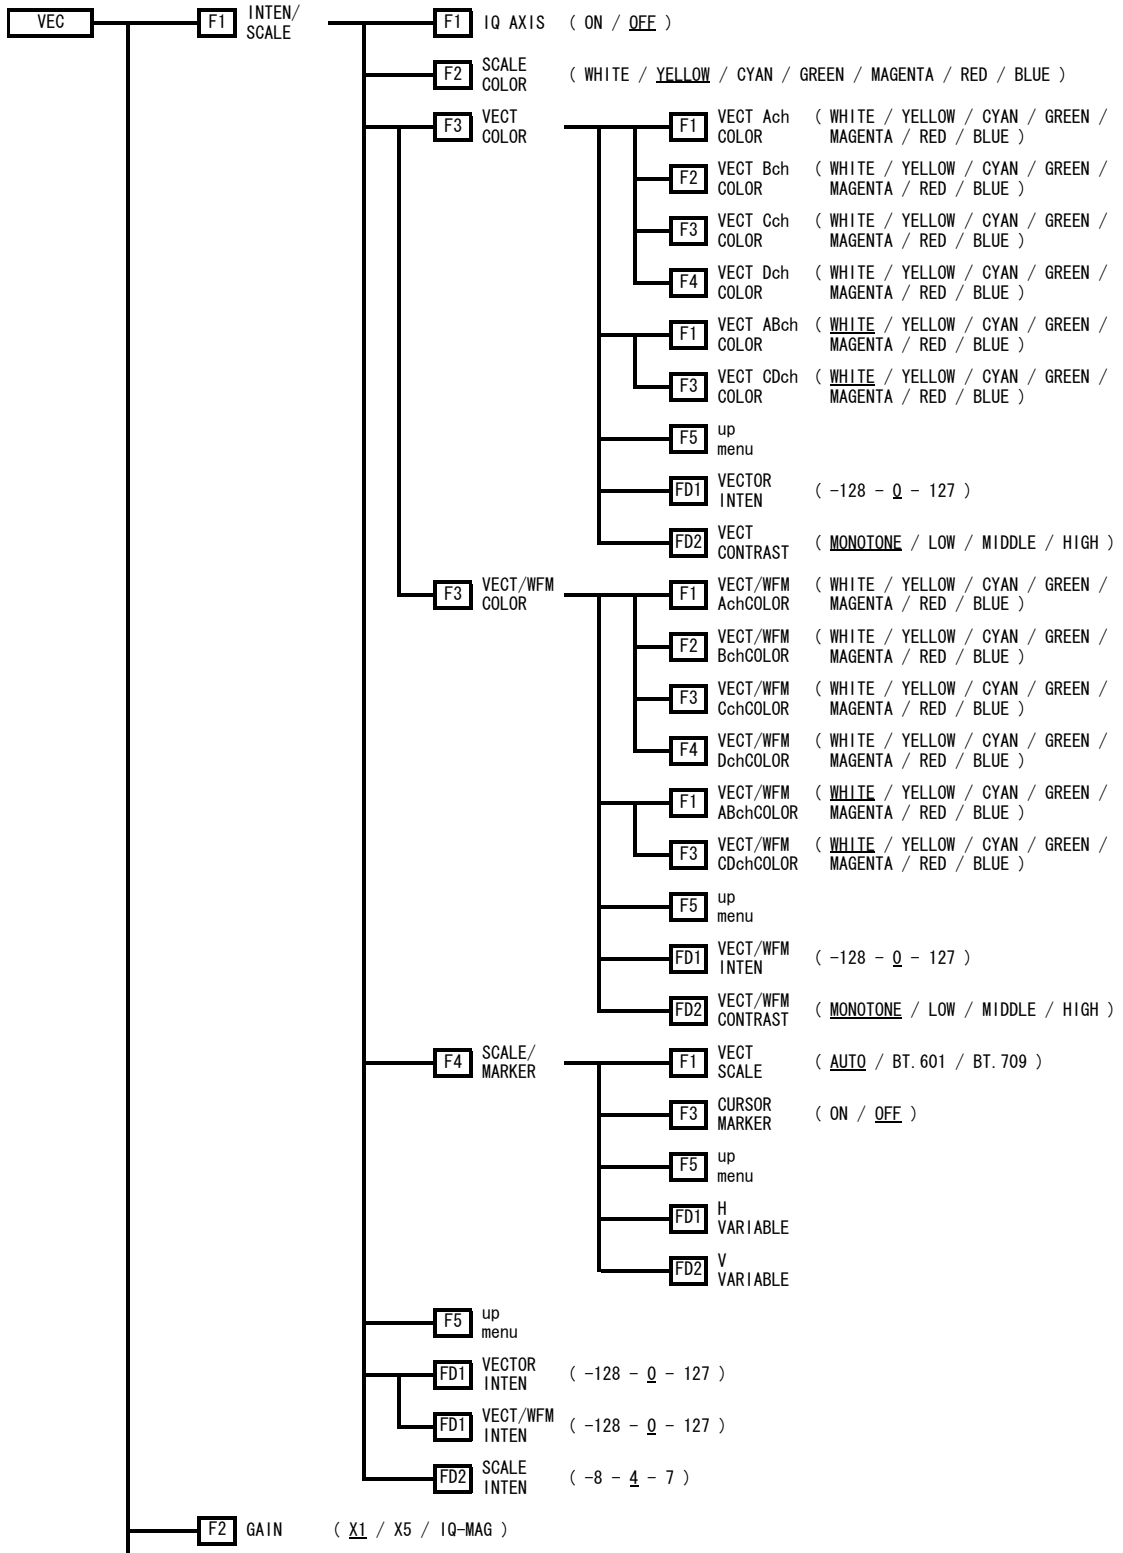 VEC F1 INTEN/ F1 IQ AXIS ( ON / OFF )
SCALE
F2 SCALE ( WHITE / YELLOW / CYAN / GREEN / MAGENTA / RED / BLUE )
COLOR
F3 VECT F1 VECT Ach ( WHITE / YELLOW / CYAN / GREEN /
COLOR COLOR MAGENTA / RED / BLUE )
F2 VECT Bch ( WHITE / YELLOW / CYAN / GREEN /
COLOR MAGENTA / RED / BLUE )
F3 VECT Cch ( WHITE / YELLOW / CYAN / GREEN /
COLOR MAGENTA / RED / BLUE )
F4 VECT Dch ( WHITE / YELLOW / CYAN / GREEN /
COLOR MAGENTA / RED / BLUE )
F1 VECT ABch ( WHITE / YELLOW / CYAN / GREEN /
COLOR MAGENTA / RED / BLUE )
F3 VECT CDch ( WHITE / YELLOW / CYAN / GREEN /
COLOR MAGENTA / RED / BLUE )
F5 up
menu
FD1 VECTOR ( -128 - 0 - 127 )
INTEN
FD2 VECT ( MONOTONE / LOW / MIDDLE / HIGH )
CONTRAST
F3 VECT/WFM F1 VECT/WFM ( WHITE / YELLOW / CYAN / GREEN /
COLOR AchCOLOR MAGENTA / RED / BLUE )
F2 VECT/WFM ( WHITE / YELLOW / CYAN / GREEN /
BchCOLOR MAGENTA / RED / BLUE )
F3 VECT/WFM ( WHITE / YELLOW / CYAN / GREEN /
CchCOLOR MAGENTA / RED / BLUE )
F4 VECT/WFM ( WHITE / YELLOW / CYAN / GREEN /
DchCOLOR MAGENTA / RED / BLUE )
F1 VECT/WFM ( WHITE / YELLOW / CYAN / GREEN /
ABchCOLOR MAGENTA / RED / BLUE )
F3 VECT/WFM ( WHITE / YELLOW / CYAN / GREEN /
CDchCOLOR MAGENTA / RED / BLUE )
F5 up
menu
FD1 VECT/WFM ( -128 - 0 - 127 )
INTEN
FD2 VECT/WFM ( MONOTONE / LOW / MIDDLE / HIGH )
CONTRAST
F4 SCALE/ F1 VECT ( AUTO / BT.601 / BT.709 )
MARKER SCALE
F3 CURSOR ( ON / OFF )
MARKER
F5 up
menu
FD1 H
VARIABLE
FD2 V
VARIABLE
F5 up
menu
FD1 VECTOR ( -128 - 0 - 127 )
INTEN
FD1 VECT/WFM ( -128 - 0 - 127 )
INTEN
FD2 SCALE ( -8 - 4 - 7 )
INTEN
F2 GAIN ( X1 / X5 / IQ-MAG )